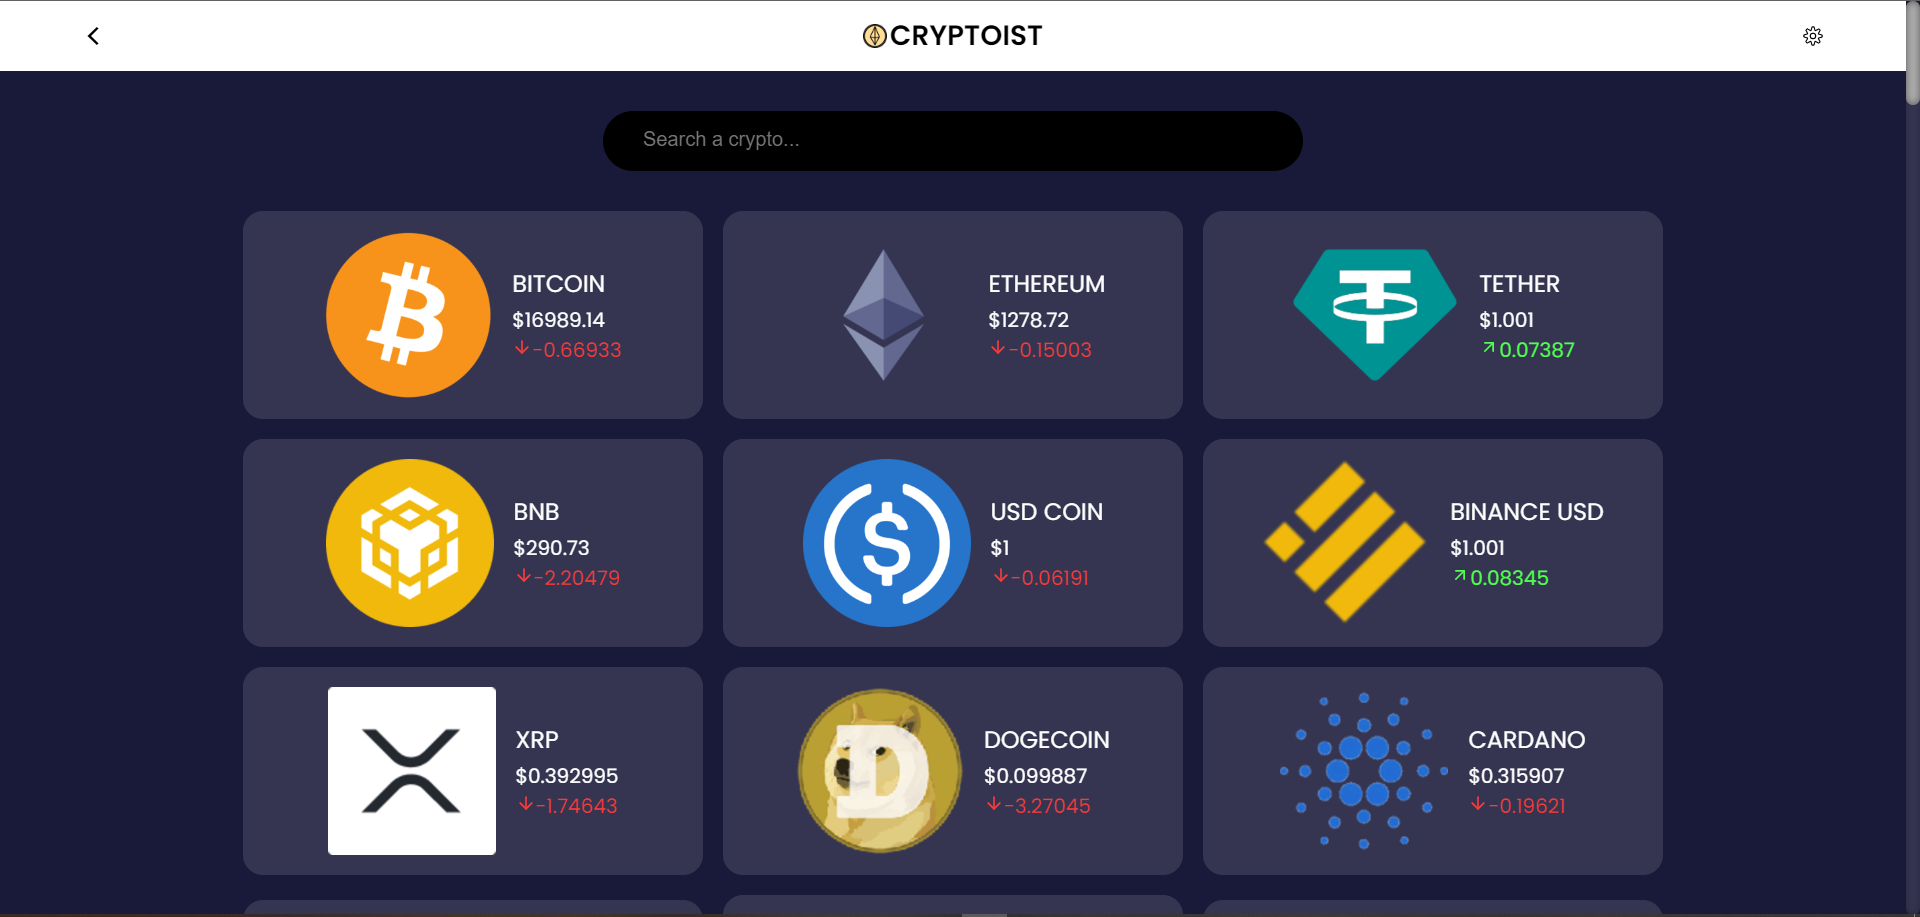 CRYPTOIST
Search a crypto...
BITCOIN
$16989.14
-0.66933
ETHEREUM
$1278.72
-0.15003
TETHER
$1.001
0.07387
BNB
$290.73
-2.20479
USD COIN
$1
-0.06191
BINANCE USD
$1.001
0.08345
XRP
$0.392995
-1.74643
DOGECOIN
$0.099887
-3.27045
CARDANO
$0.315907
-0.19621